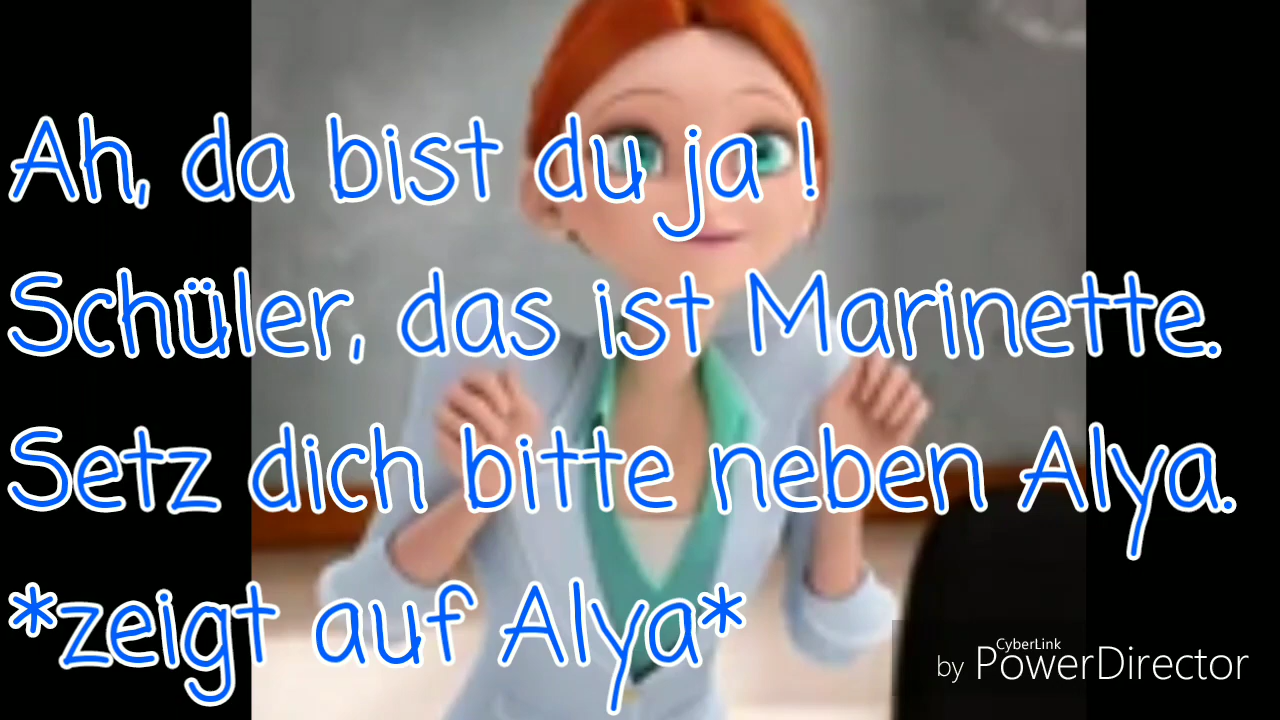 Ah, da bist du ja !
Schüler, das ist Marinette.
Setz dich bitte neben Alya.
*zeigt auf Alya*
CyberLink
by PowerDirector